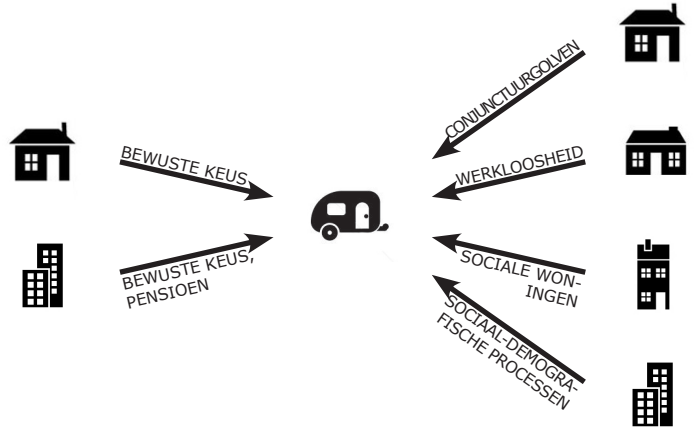 BEWUSTE KEUS
BEWUSTE KEUS,
PENSIOEN
CONJUNCTUURGOLVEN
WERKLOOSHEID
SOCIALE WON-
INGEN
SOCIAAL-DEMOGRA-
FISCHE PROCESSEN